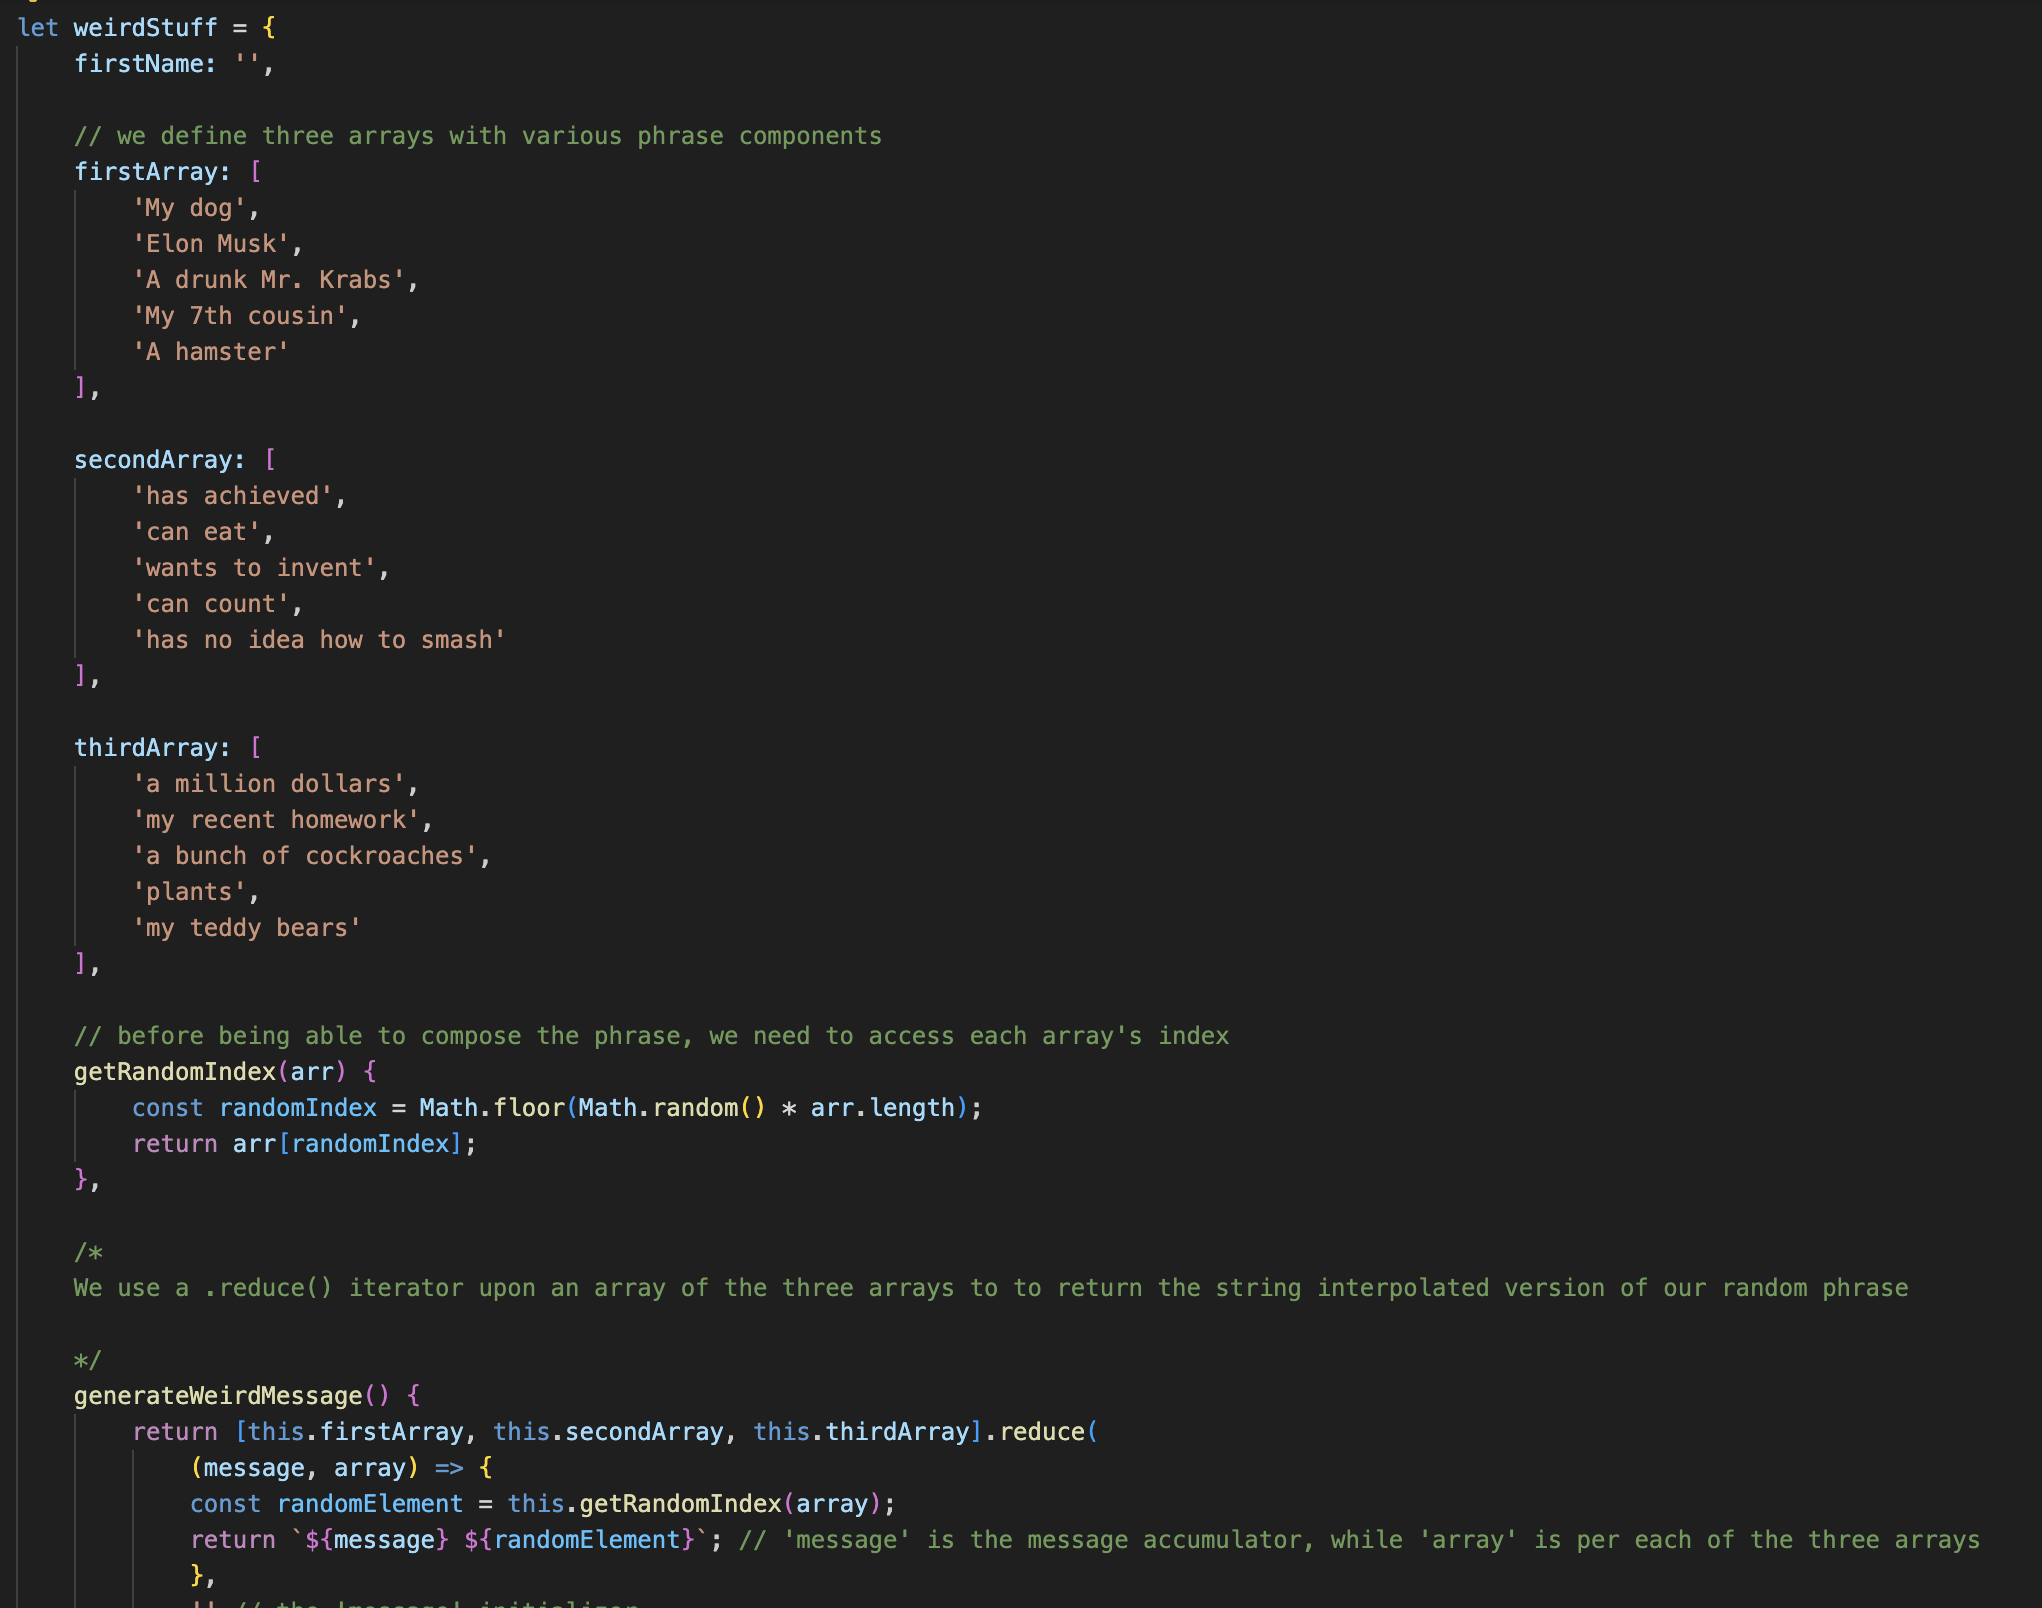 let weirdStuff = {
    firstName: '',

    // we define three arrays with various phrase components
    firstArray: [
        'My dog',
        'Elon Musk',
        'A drunk Mr. Krabs',
        'My 7th cousin',
        'A hamster'
    ],

    secondArray: [
        'has achieved',
        'can eat',
        'wants to invent',
        'can count',
        'has no idea how to smash'
    ],

    thirdArray: [
        'a million dollars',
        'my recent homework',
        'a bunch of cockroaches',
        'plants',
        'my teddy bears'
    ],

    // before being able to compose the phrase, we need to access each array's index
    getRandomIndex(arr) {
        const randomIndex = Math.floor(Math.random() * arr.length);
        return arr[randomIndex];
    },

    /*
    We use a .reduce() iterator upon an array of the three arrays to to return the string interpolated version of our random phrase

    */
    generateWeirdMessage() {
        return [this.firstArray, this.secondArray, this.thirdArray].reduce(
            (message, array) => {
            const randomElement = this.getRandomIndex(array);
            return `${message} ${randomElement}`; // 'message' is the message accumulator, while 'array' is per each of the three arrays
            },
            '' // the 'message' initializer